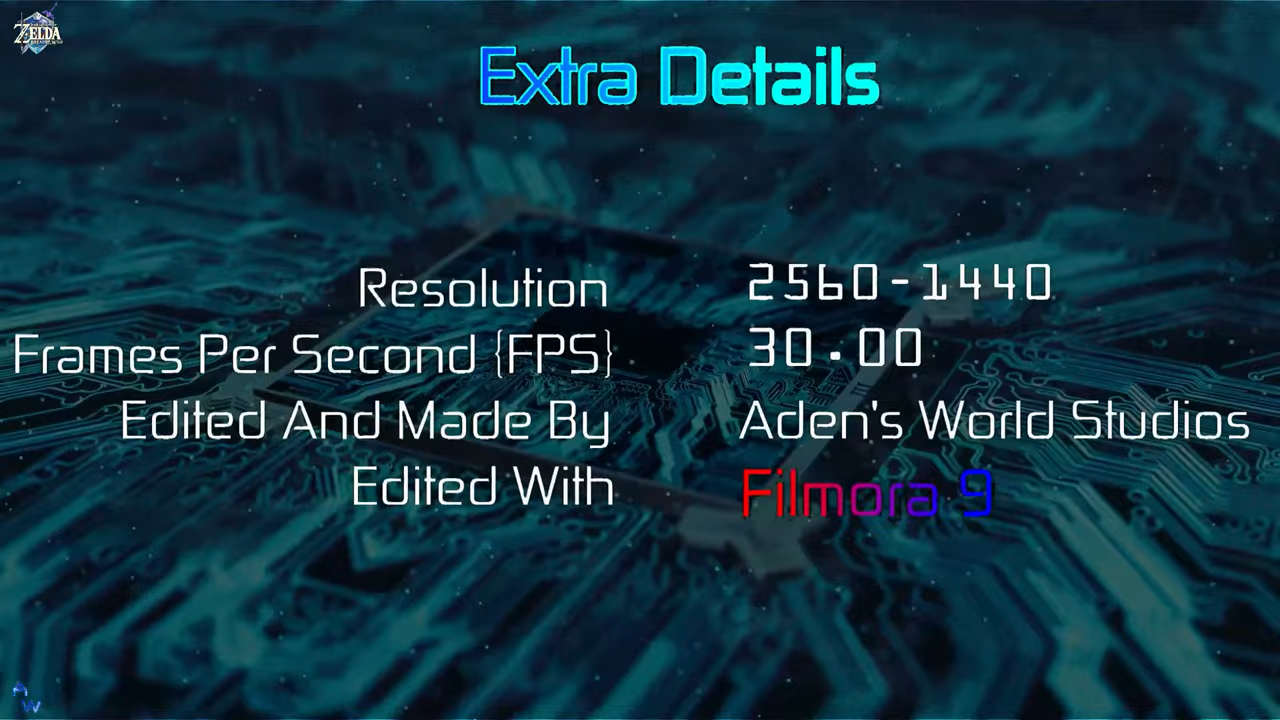 ZELDA
Extra Details
Resolution 2560-1440
Frames Per Second {FPS} 30.00
Edited And Made By Aden's World Studios
Edited With Filmora 9
A
W